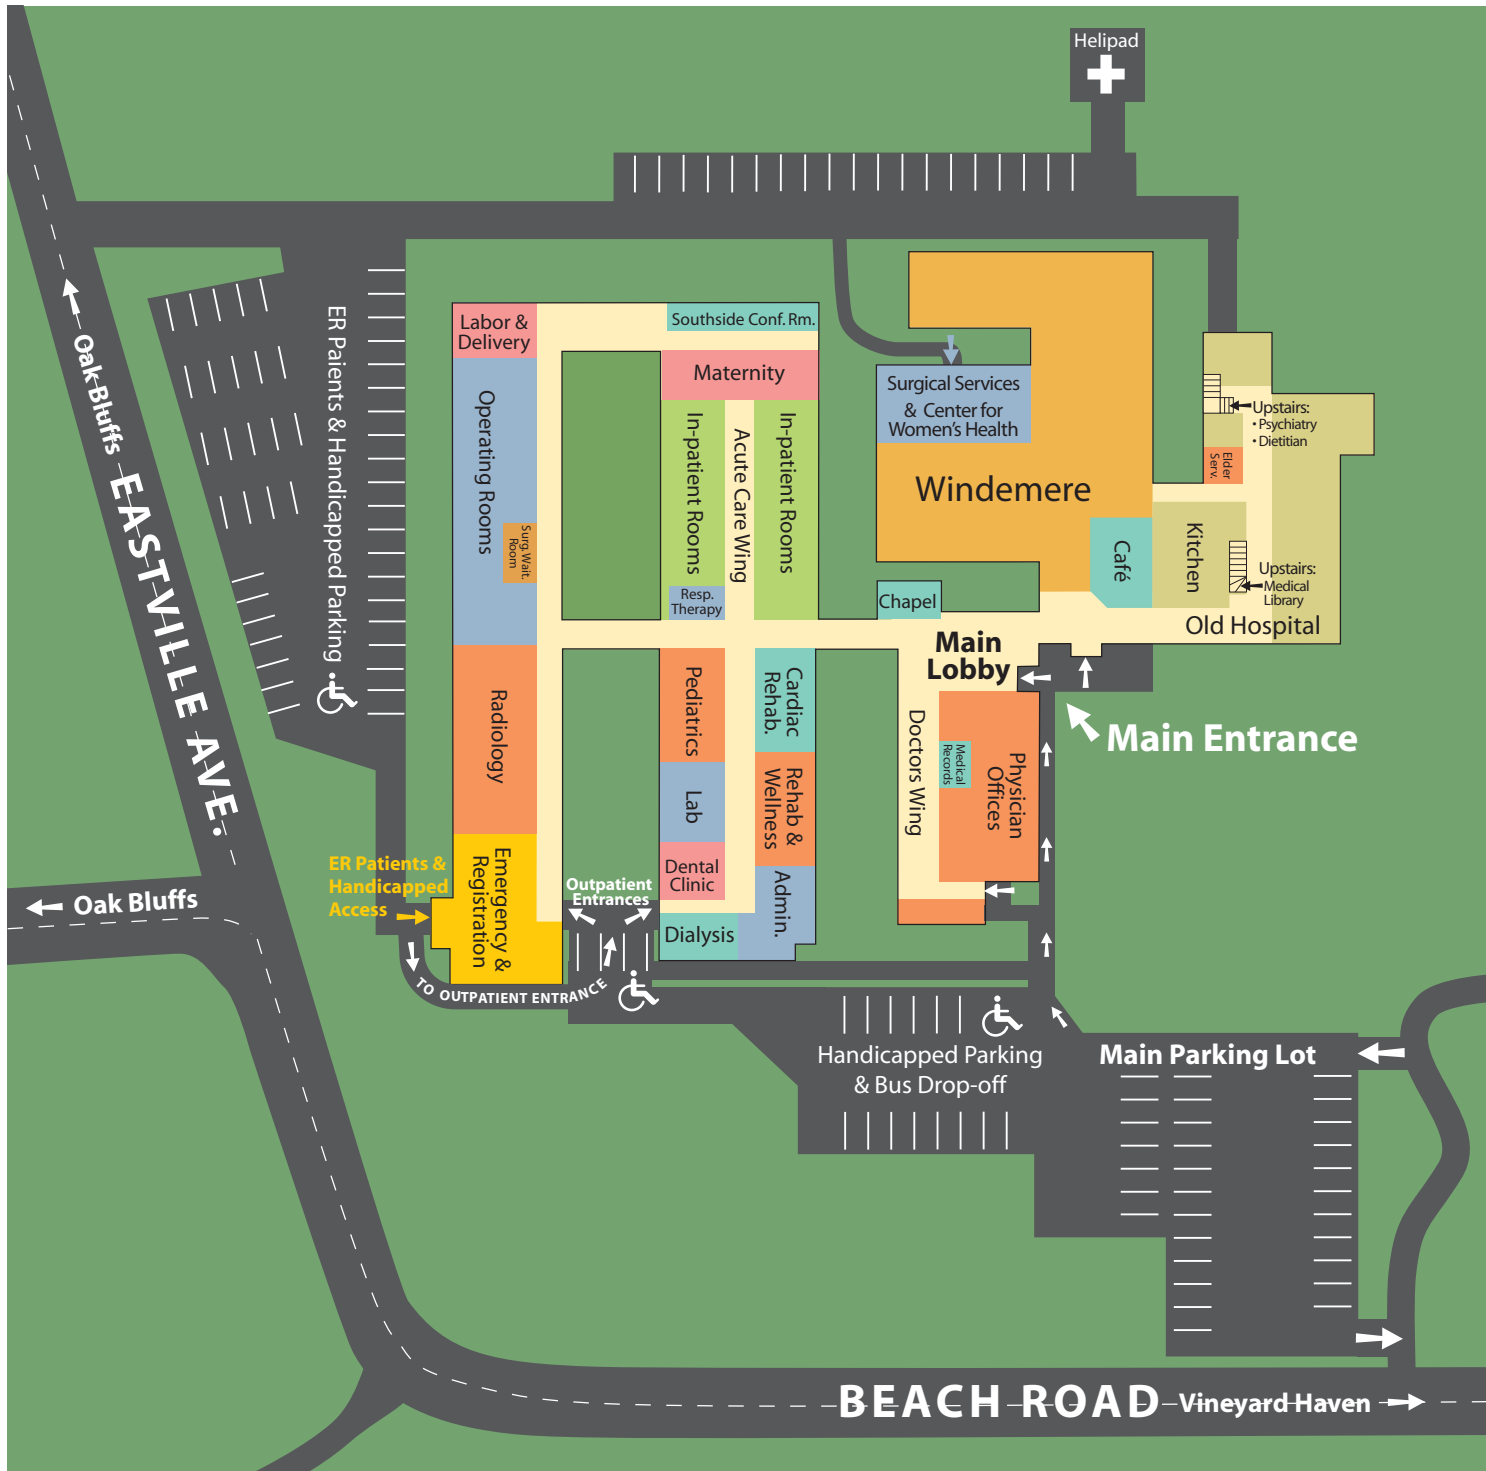 Helipad
ER Paients & Handicapped Parking
Oak Bluffs
EASTVILLE AVE.
Labor &
Delivery
Southside Conf. Rm.
Maternity
Operating Rooms
Surg. Wait.
Room
In-patient Rooms
Acute Care Wing
In-patient Rooms
Resp.
Therapy
Surgical Services
& Center for
Women's Health
Windemere
Café
Kitchen
Upstairs:
• Psychiatry
• Dietitian
Elder
Serv.
Upstairs:
Medical
Library
Old Hospital
Chapel
Main
Lobby
Radiology
Pediatrics
Cardiac
Rehab.
Lab
Rehab &
Wellness
Dental
Clinic
Admin.
Dialysis
Doctors Wing
Medical
Records
Physician
Offices
Main Entrance
ER Patients &
Handicapped
Access
Emergency &
Registration
Outpatient
Entrances
Oak Bluffs
TO OUTPATIENT ENTRANCE
Handicapped Parking
& Bus Drop-off
Main Parking Lot
BEACH ROAD
Vineyard Haven